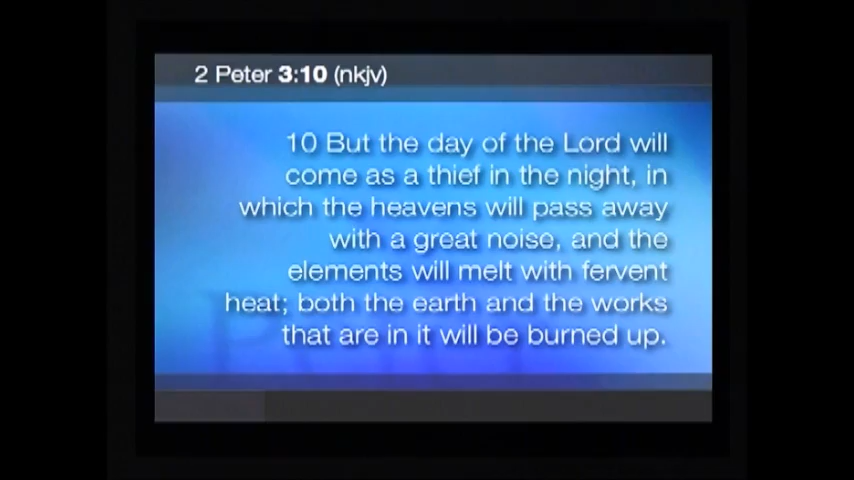 2 Peter 3:10 (nkjv)
10 But the day of the Lord will
come as a thief in the night, in
which the heavens will pass away
with a great noise, and the
elements will melt with fervent
heat; both the earth and the works
that are in it will be burned up.